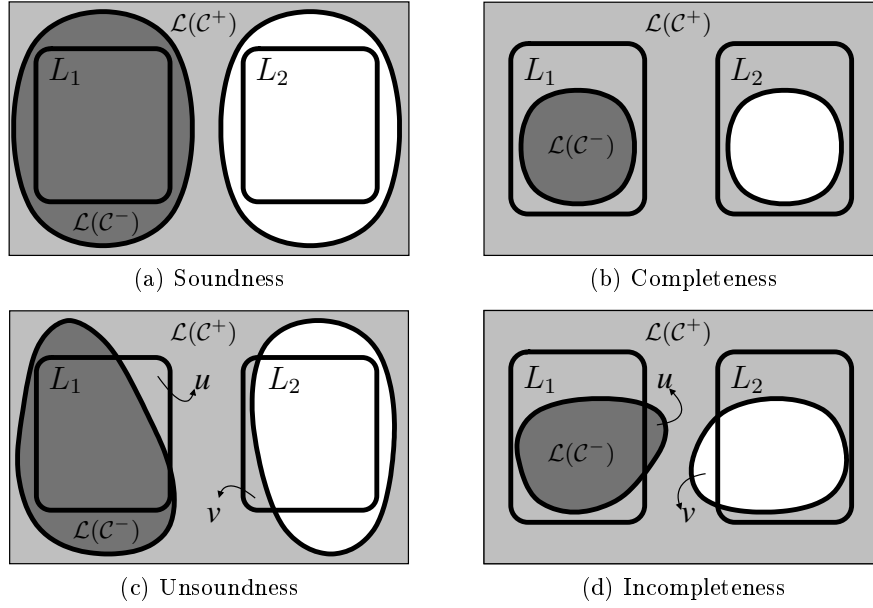 ℒ(𝒞⁺)
L₁
L₂
ℒ(𝒞⁻)
(a) Soundness
ℒ(𝒞⁺)
L₁
L₂
ℒ(𝒞⁻)
(b) Completeness
ℒ(𝒞⁺)
L₁
u
L₂
v
ℒ(𝒞⁻)
(c) Unsoundness
ℒ(𝒞⁺)
L₁
u
L₂
ℒ(𝒞⁻)
v
(d) Incompleteness